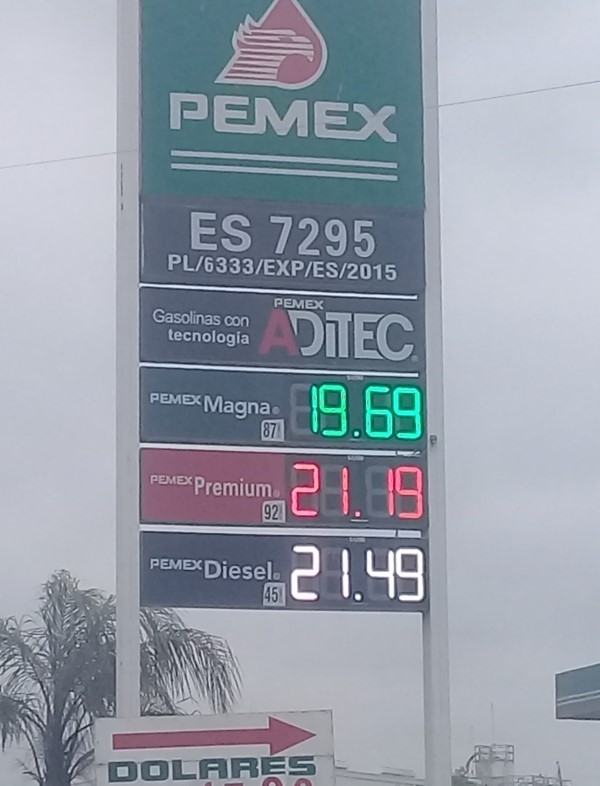 PEMEX
ES 7295
PL/6333/EXP/ES/2015
Gasolinas con tecnología
PEMEX ADITEC
PEMEX Magna 87 19.69
PEMEX Premium 92 21.19
PEMEX Diesel 45 21.49
DOLARES